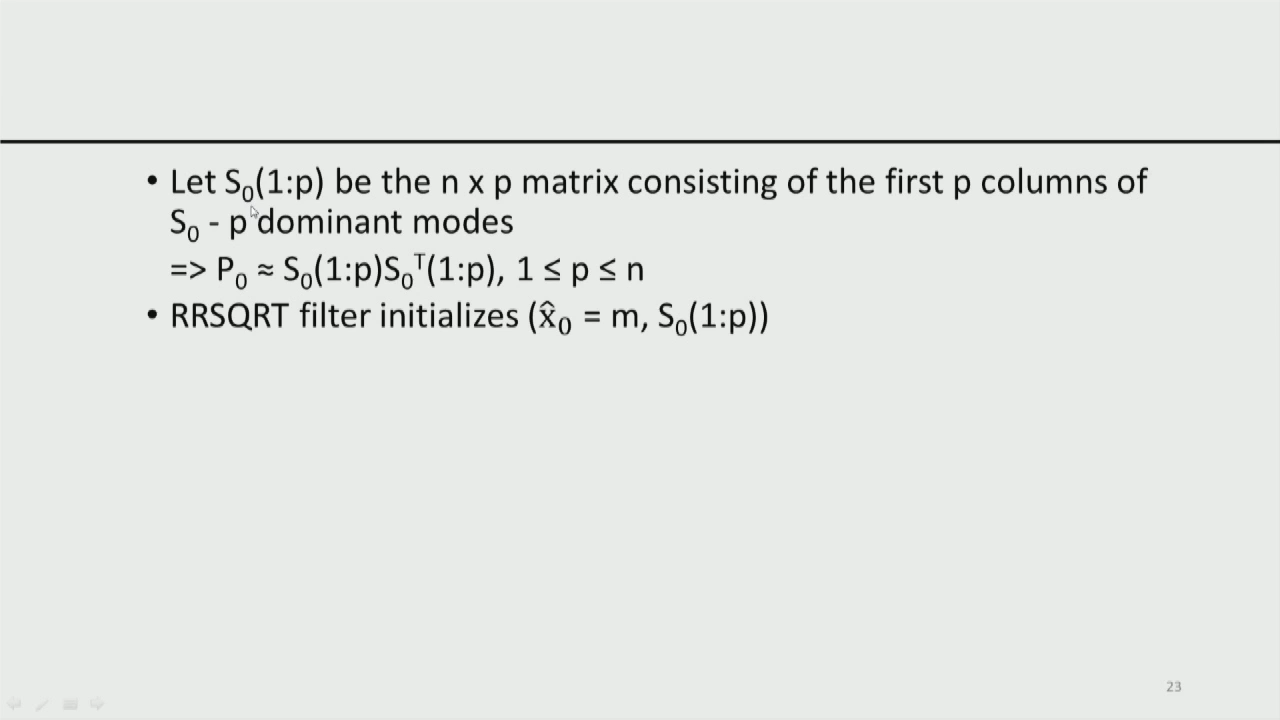 • Let S₀(1:p) be the n x p matrix consisting of the first p columns of
S₀ - p dominant modes
=> P₀ ≈ S₀(1:p)S₀ᵀ(1:p), 1 ≤ p ≤ n
• RRSQRT filter initializes (x̂₀ = m, S₀(1:p))
23